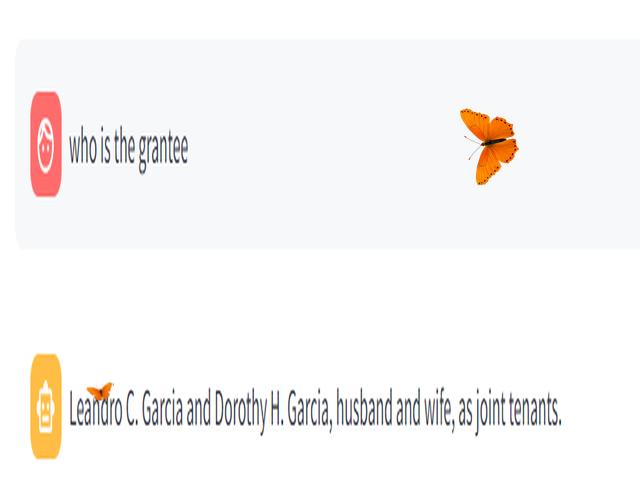 who is the grantee
Leandro C. Garcia and Dorothy H. Garcia, husband and wife, as joint tenants.